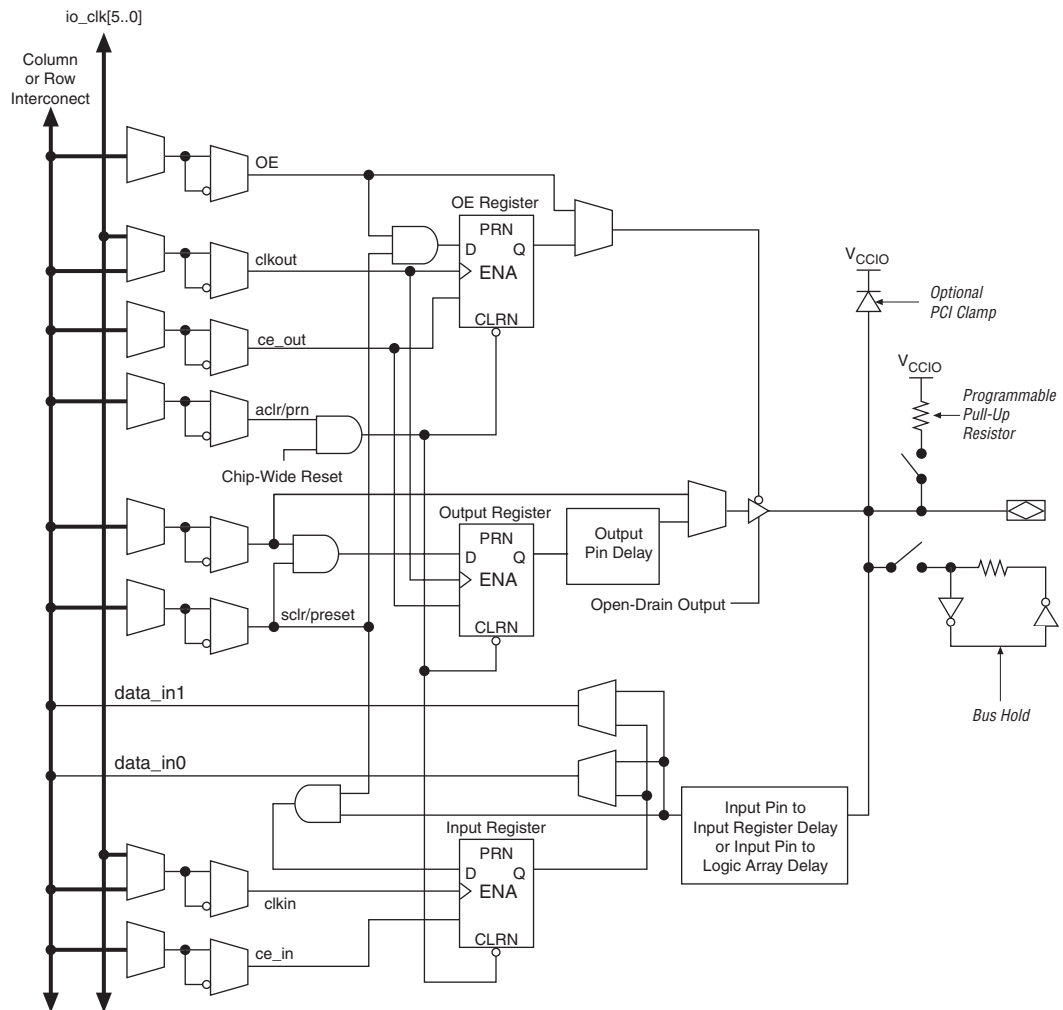 io_clk[5..0]
Column
or Row
Interconect
OE
OE Register
PRN
D
Q
clkout
ENA
VCCIO
Optional
PCI Clamp
CLRN
ce_out
VCCIO
Programmable
Pull-Up
Resistor
aclr/prn
Chip-Wide Reset
Output Register
PRN
D
Q
Output
Pin Delay
ENA
Open-Drain Output
sclr/preset
CLRN
data_in1
Bus Hold
data_in0
Input Pin to
Input Register Delay
or Input Pin to
Logic Array Delay
Input Register
PRN
D
Q
ENA
clkin
CLRN
ce_in